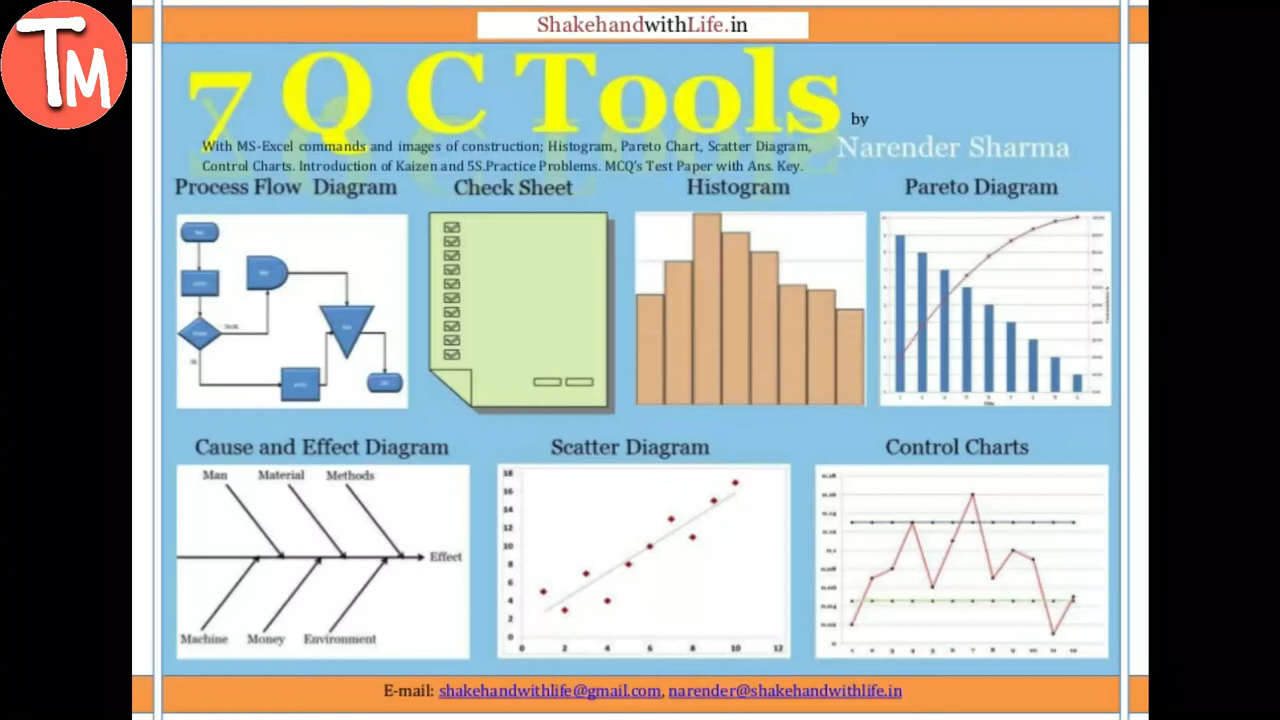 TM
ShakehandwithLife.in
7 Q C Tools
by
With MS-Excel commands and images of construction; Histogram, Pareto Chart, Scatter Diagram,
Narender Sharma
Control Charts. Introduction of Kaizen and 5S.Practice Problems. MCQ's Test Paper with Ans. Key.
Process Flow Diagram
Check Sheet
Histogram
Pareto Diagram
Cause and Effect Diagram
Scatter Diagram
Control Charts
Man
Material
Methods
Effect
Machine
Money
Environment
18
16
14
12
10
8
6
4
2
0
0 2 4 6 8 10 12
E-mail: shakehandwithlife@gmail.com, narender@shakehandwithlife.in